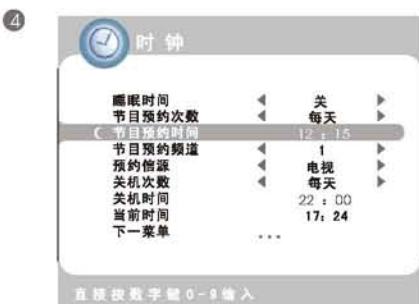 4
时 钟
睡眠时间 关
节目预约次数 每天
节目预约时间 12 : 15
节目预约频道 1
预约信源 电视
关机次数 每天
关机时间 22 : 00
当前时间 17: 24
下一菜单 ...
直接按数字键0-9输入